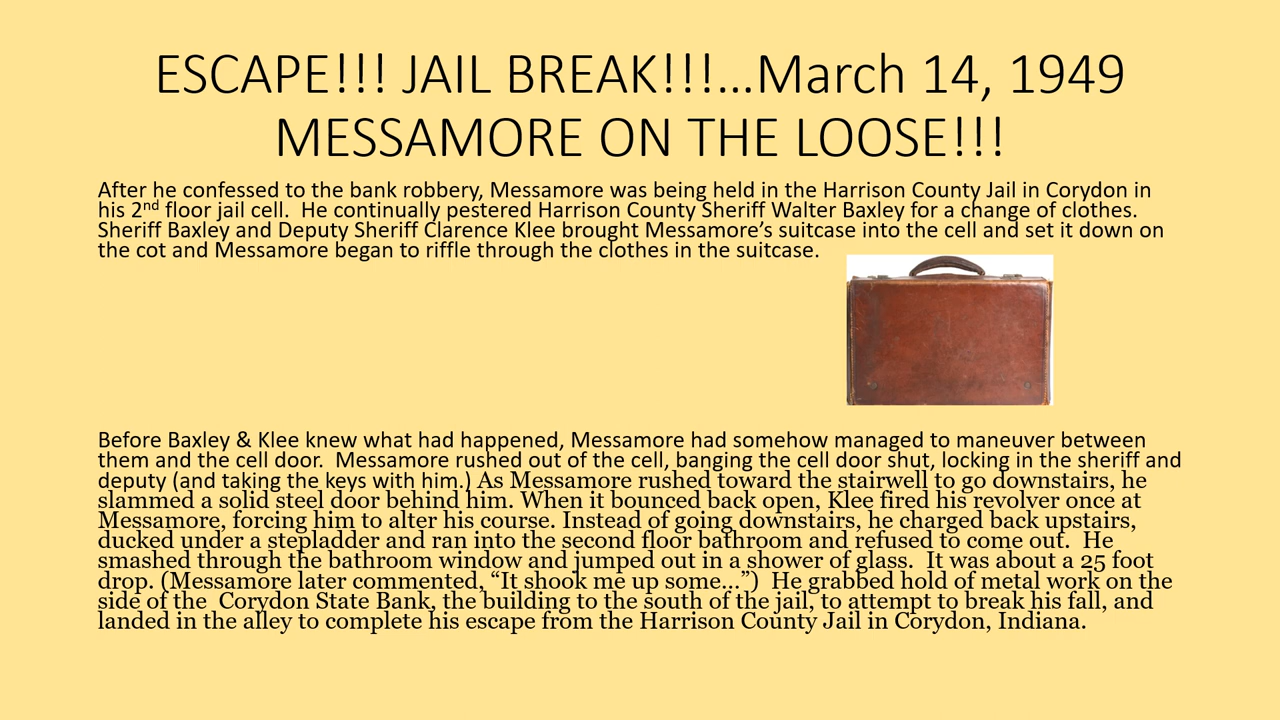 ESCAPE!!! JAIL BREAK!!!...March 14, 1949
MESSAMORE ON THE LOOSE!!!
After he confessed to the bank robbery, Messamore was being held in the Harrison County Jail in Corydon in
his 2nd floor jail cell.  He continually pestered Harrison County Sheriff Walter Baxley for a change of clothes.
Sheriff Baxley and Deputy Sheriff Clarence Klee brought Messamore’s suitcase into the cell and set it down on
the cot and Messamore began to riffle through the clothes in the suitcase.
Before Baxley & Klee knew what had happened, Messamore had somehow managed to maneuver between
them and the cell door.  Messamore rushed out of the cell, banging the cell door shut, locking in the sheriff and
deputy (and taking the keys with him.) As Messamore rushed toward the stairwell to go downstairs, he
slammed a solid steel door behind him. When it bounced back open, Klee fired his revolver once at
Messamore, forcing him to alter his course. Instead of going downstairs, he charged back upstairs,
ducked under a stepladder and ran into the second floor bathroom and refused to come out.  He
smashed through the bathroom window and jumped out in a shower of glass.  It was about a 25 foot
drop. (Messamore later commented, “It shook me up some...”)  He grabbed hold of metal work on the
side of the  Corydon State Bank, the building to the south of the jail, to attempt to break his fall, and
landed in the alley to complete his escape from the Harrison County Jail in Corydon, Indiana.